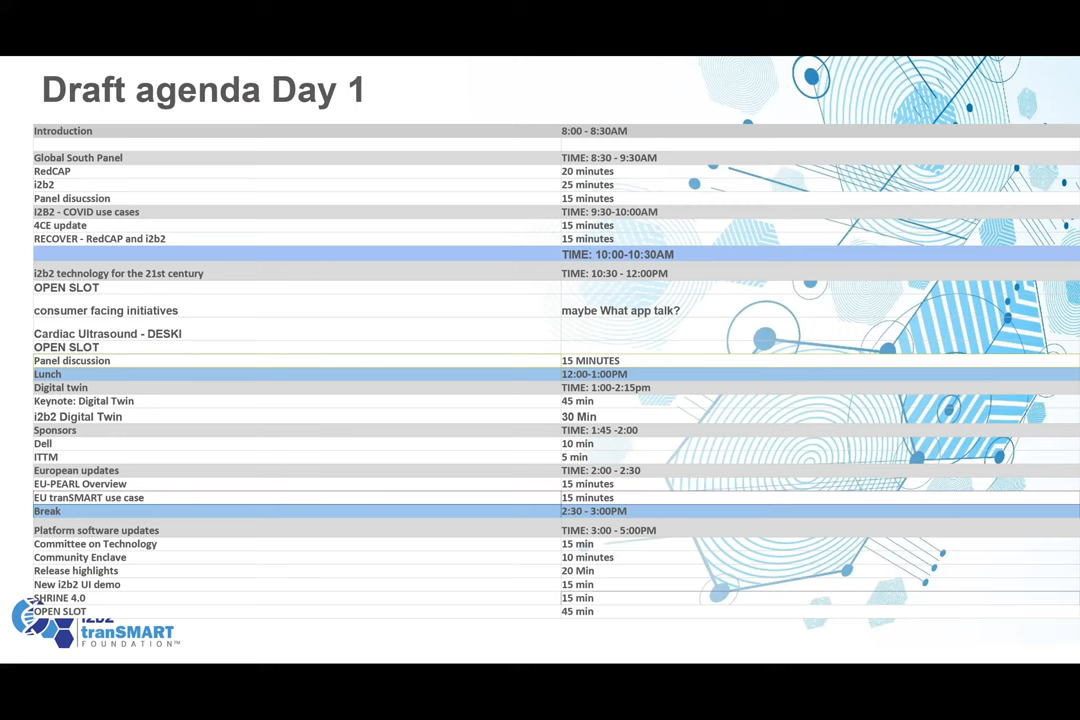 Draft agenda Day 1
Introduction 8:00 - 8:30AM
Global South Panel TIME: 8:30 - 9:30AM
RedCAP 20 minutes
i2b2 25 minutes
Panel disucssion 15 minutes
I2B2 - COVID use cases TIME: 9:30-10:00AM
4CE update 15 minutes
RECOVER - RedCAP and i2b2 15 minutes
TIME: 10:00-10:30AM
i2b2 technology for the 21st century TIME: 10:30 - 12:00PM
OPEN SLOT
consumer facing initiatives maybe What app talk?
Cardiac Ultrasound - DESKI
OPEN SLOT
Panel discussion 15 MINUTES
Lunch 12:00-1:00PM
Digital twin TIME: 1:00-2:15pm
Keynote: Digital Twin 45 min
i2b2 Digital Twin 30 Min
Sponsors TIME: 1:45 -2:00
Dell 10 min
ITTM 5 min
European updates TIME: 2:00 - 2:30
EU-PEARL Overview 15 minutes
EU tranSMART use case 15 minutes
Break 2:30 - 3:00PM
Platform software updates TIME: 3:00 - 5:00PM
Committee on Technology 15 min
Community Enclave 10 minutes
Release highlights 20 Min
New i2b2 UI demo 15 min
SHRINE 4.0 15 min
OPEN SLOT 45 min
i2b2
tranSMART
FOUNDATION™